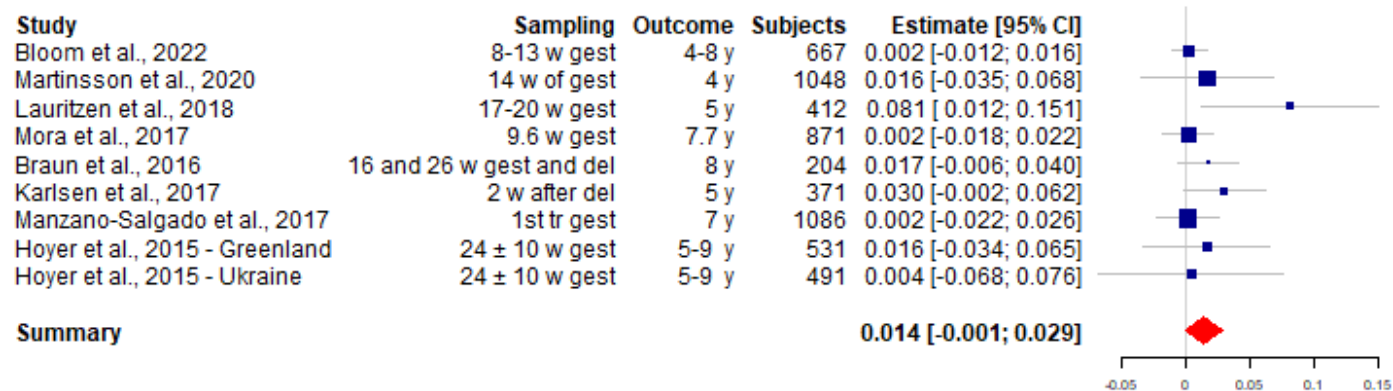 Study Sampling Outcome Subjects Estimate [95% CI]
Bloom et al., 2022 8-13 w gest 4-8 y 667 0.002 [-0.012; 0.016]
Martinsson et al., 2020 14 w of gest 4 y 1048 0.016 [-0.035; 0.068]
Lauritzen et al., 2018 17-20 w gest 5 y 412 0.081 [ 0.012; 0.151]
Mora et al., 2017 9.6 w gest 7.7 y 871 0.002 [-0.018; 0.022]
Braun et al., 2016 16 and 26 w gest and del 8 y 204 0.017 [-0.006; 0.040]
Karlsen et al., 2017 2 w after del 5 y 371 0.030 [-0.002; 0.062]
Manzano-Salgado et al., 2017 1st tr gest 7 y 1086 0.002 [-0.022; 0.026]
Hoyer et al., 2015 - Greenland 24 ± 10 w gest 5-9 y 531 0.016 [-0.034; 0.065]
Hoyer et al., 2015 - Ukraine 24 ± 10 w gest 5-9 y 491 0.004 [-0.068; 0.076]
Summary 0.014 [-0.001; 0.029]
-0.05 0 0.05 0.1 0.15